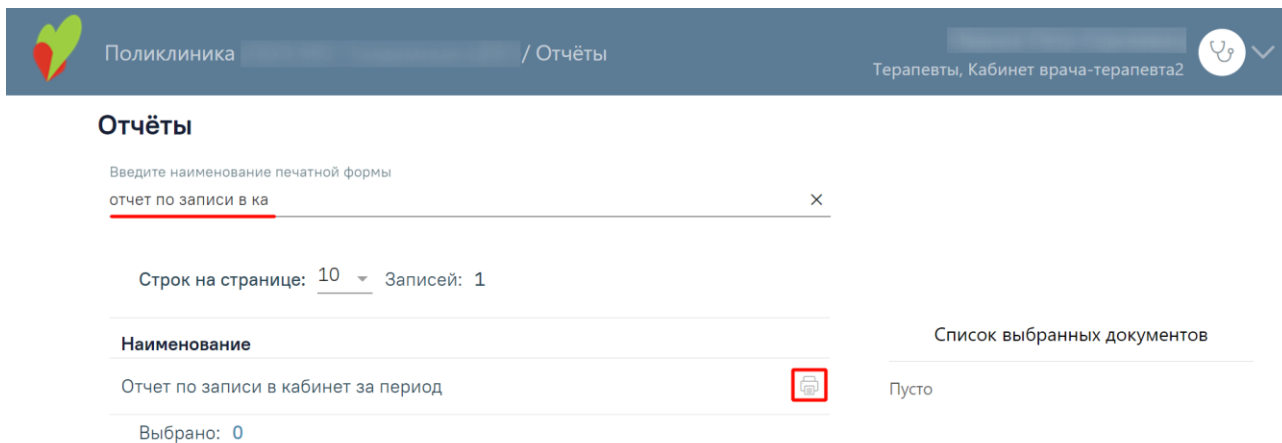 Поликлиника / Отчёты
Терапевты, Кабинет врача-терапевта2
Отчёты
Введите наименование печатной формы
отчет по записи в ка
Строк на странице: 10 Записей: 1
Наименование
Отчет по записи в кабинет за период
Выбрано: 0
Список выбранных документов
Пусто